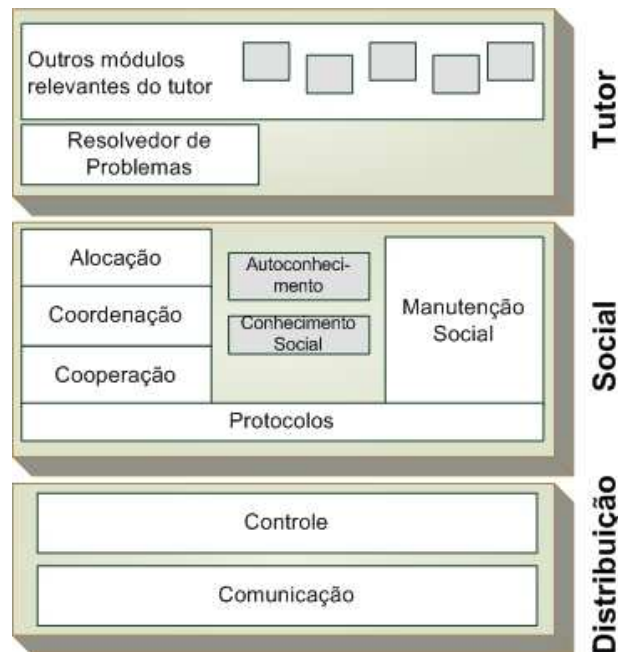 Outros módulos
relevantes do tutor
Resolvedor de
Problemas
Tutor
Alocação
Coordenação
Cooperação
Autoconheci-
mento
Conhecimento
Social
Manutenção
Social
Protocolos
Social
Controle
Comunicação
Distribuição